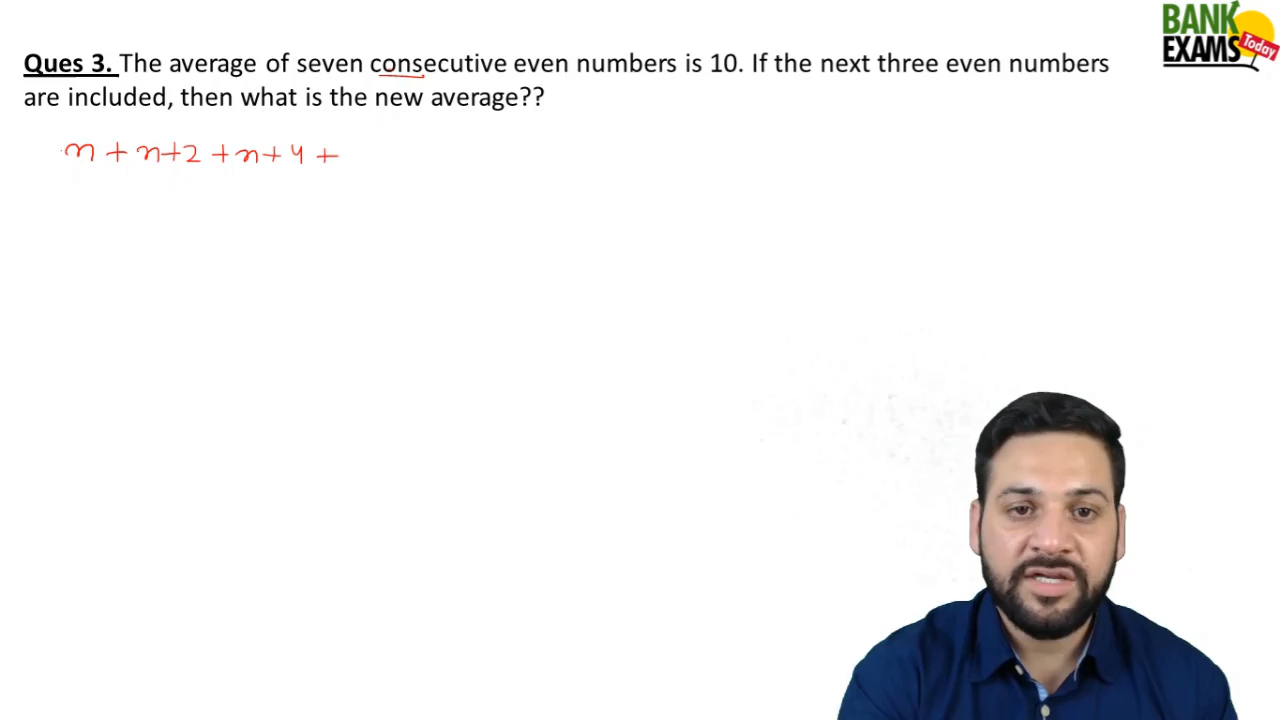 BANK
EXAMS Today
Ques 3. The average of seven consecutive even numbers is 10. If the next three even numbers
are included, then what is the new average??
n + n+2 + n+4 +